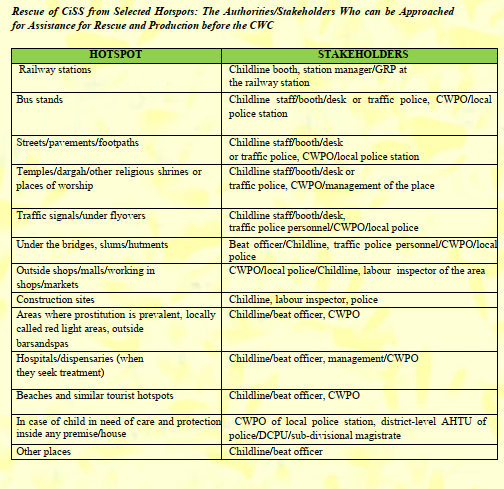 Rescue of CiSS from Selected Hotspots: The Authorities/Stakeholders Who can be Approached
for Assistance for Rescue and Production before the CWC
HOTSPOT
STAKEHOLDERS
Railway stations
Childline booth, station manager/GRP at
the railway station
Bus stands
Childline staff/booth/desk or traffic police, CWPO/local
police station
Streets/pavements/footpaths
Childline staff/booth/desk
or traffic police, CWPO/local police station
Temples/dargah/other religious shrines or
places of worship
Childline staff/booth/desk or
traffic police, CWPO/management of the place
Traffic signals/under flyovers
Childline staff/booth/desk,
traffic police personnel/CWPO/local police
Under the bridges, slums/hutments
Beat officer/Childline, traffic police personnel/CWPO/local
police
Outside shops/malls/working in
shops/markets
CWPO/local police/Childline, labour inspector of the area
Construction sites
Childline, labour inspector, police
Areas where prostitution is prevalent, locally
called red light areas, outside
barsandspas
Childline/beat officer, CWPO
Hospitals/dispensaries (when
they seek treatment)
Childline/beat officer, management/CWPO
Beaches and similar tourist hotspots
Childline/beat officer, CWPO
In case of child in need of care and protection
inside any premise/house
CWPO of local police station, district-level AHTU of
police/DCPU/sub-divisional magistrate
Other places
Childline/beat officer